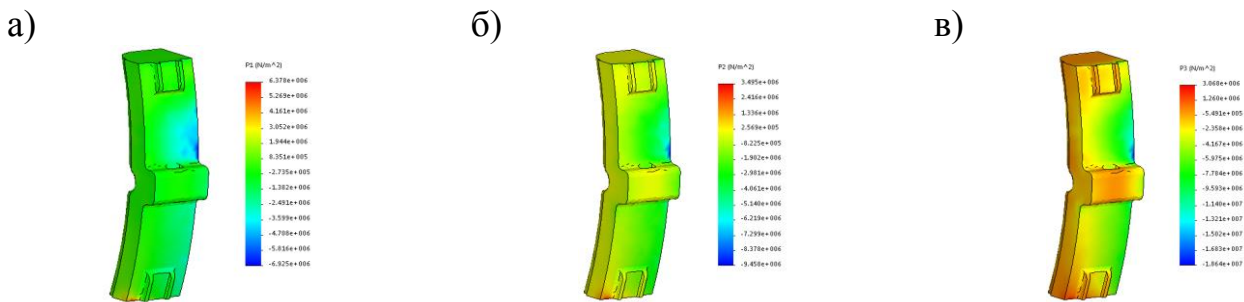 а)
б)
в)
P1 (N/m^2)
6.378e+006
5.269e+006
4.161e+006
3.052e+006
1.944e+006
8.351e+005
-2.735e+005
-1.382e+006
-2.491e+006
-3.599e+006
-4.708e+006
-5.816e+006
-6.925e+006
P2 (N/m^2)
3.495e+006
2.416e+006
1.336e+006
2.569e+005
-8.225e+005
-1.902e+006
-2.981e+006
-4.061e+006
-5.140e+006
-6.219e+006
-7.299e+006
-8.378e+006
-9.458e+006
P3 (N/m^2)
3.068e+006
1.260e+006
-5.491e+005
-2.358e+006
-4.167e+006
-5.975e+006
-7.784e+006
-9.593e+006
-1.140e+007
-1.321e+007
-1.502e+007
-1.683e+007
-1.864e+007